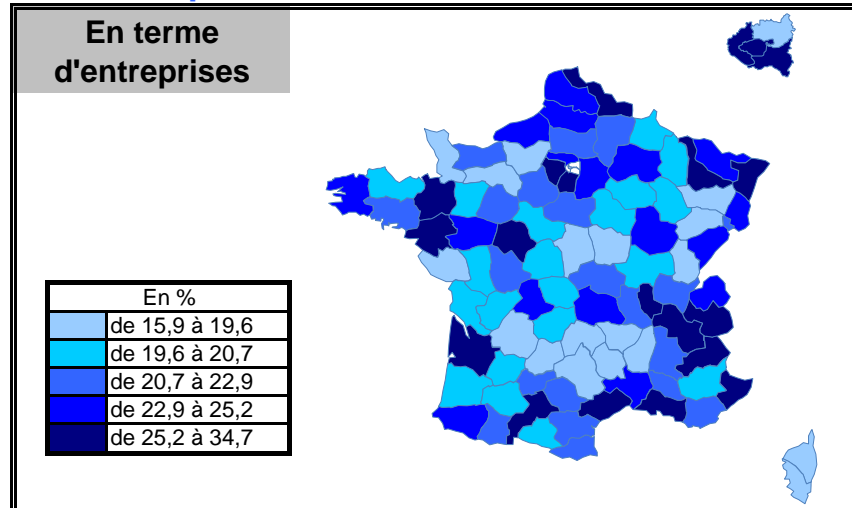 En terme
d'entreprises
En %
de 15,9 à 19,6
de 19,6 à 20,7
de 20,7 à 22,9
de 22,9 à 25,2
de 25,2 à 34,7